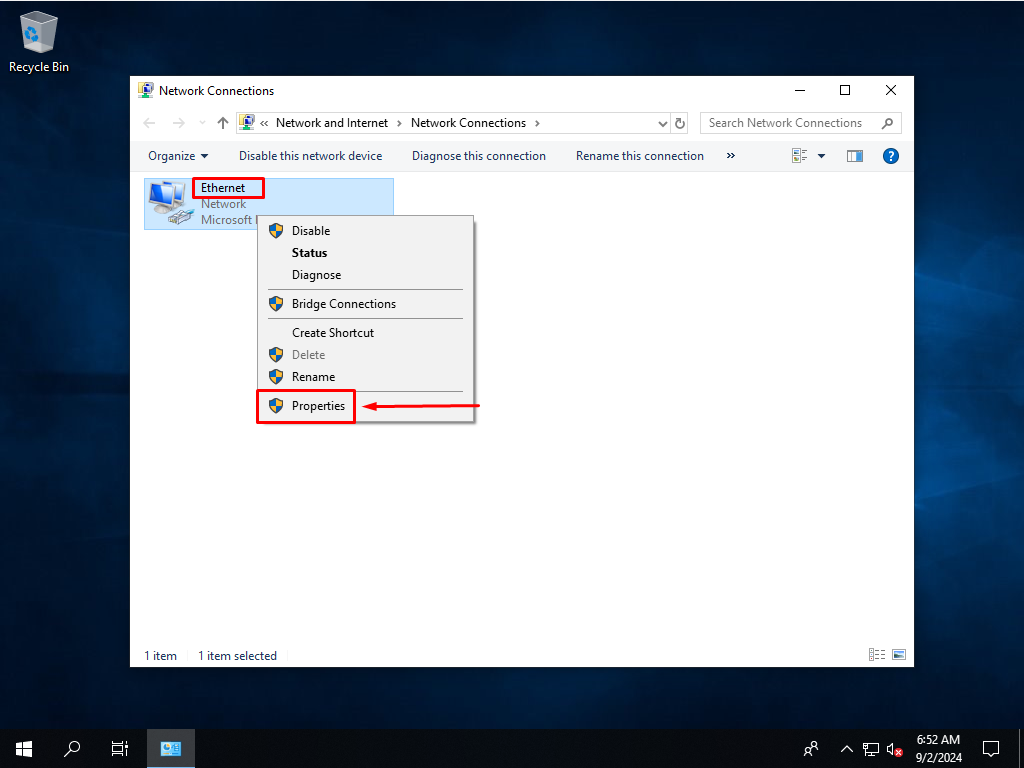 Recycle Bin
Network Connections
« Network and Internet > Network Connections >
Search Network Connections
Organize
Disable this network device
Diagnose this connection
Rename this connection
»
?
Ethernet
Network
Microsoft
Disable
Status
Diagnose
Bridge Connections
Create Shortcut
Delete
Rename
Properties
1 item
1 item selected
6:52 AM
9/2/2024